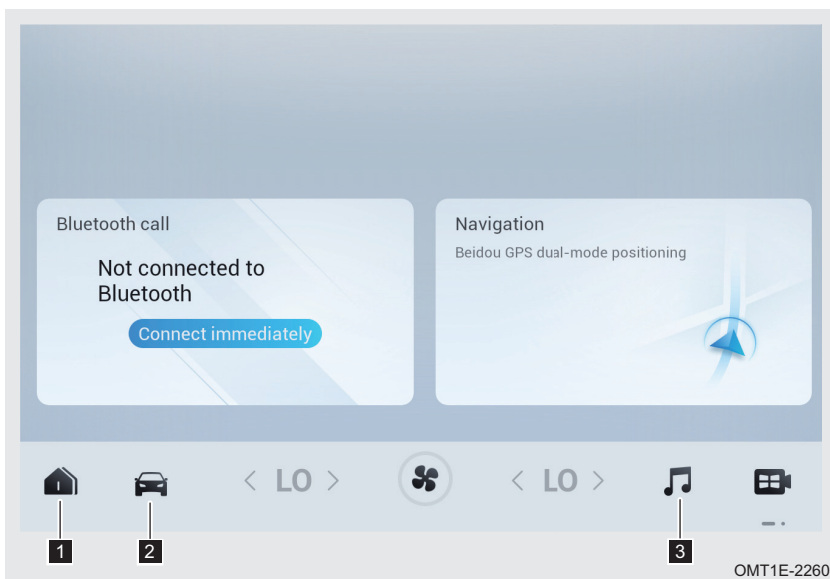 Bluetooth call
Not connected to
Bluetooth
Connect immediately
Navigation
Beidou GPS dual-mode positioning
< LO >
< LO >
1
2
3
OMT1E-2260